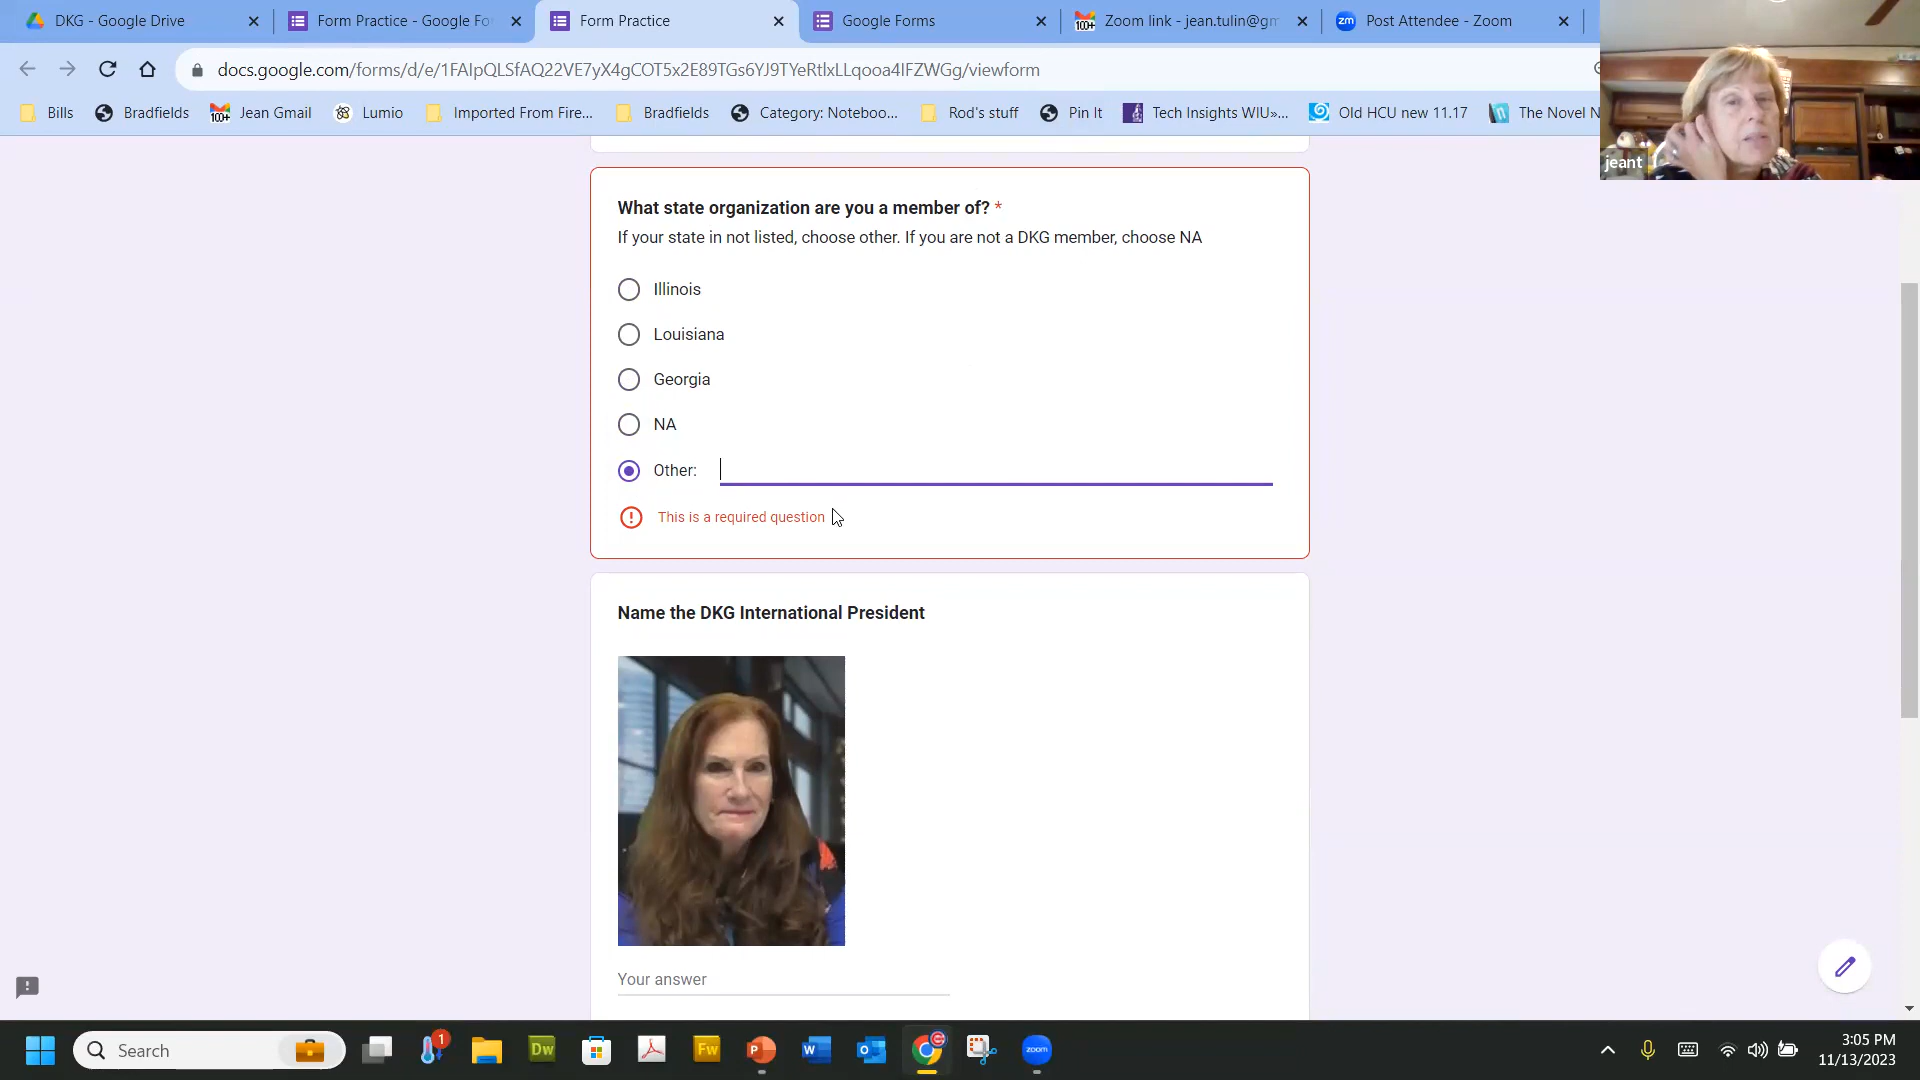 DKG - Google Drive
Form Practice - Google Fo
Form Practice
Google Forms
Zoom link - jean.tulin@gm
zm Post Attendee - Zoom
docs.google.com/forms/d/e/1FAIpQLSfAQ22VE7yX4gCOT5x2E89TGs6YJ9TYeRtlxLLqooa4IFZWGg/viewform
Bills
Bradfields
Jean Gmail
Lumio
Imported From Fire...
Bradfields
Category: Noteboo...
Rod's stuff
Pin It
Tech Insights WIU»...
Old HCU new 11.17
The Novel N
jeant
What state organization are you a member of? *
If your state in not listed, choose other. If you are not a DKG member, choose NA
Illinois
Louisiana
Georgia
NA
Other:
This is a required question
Name the DKG International President
Your answer
Search
1
Dw
Fw
P
W
zoom
3:05 PM
11/13/2023